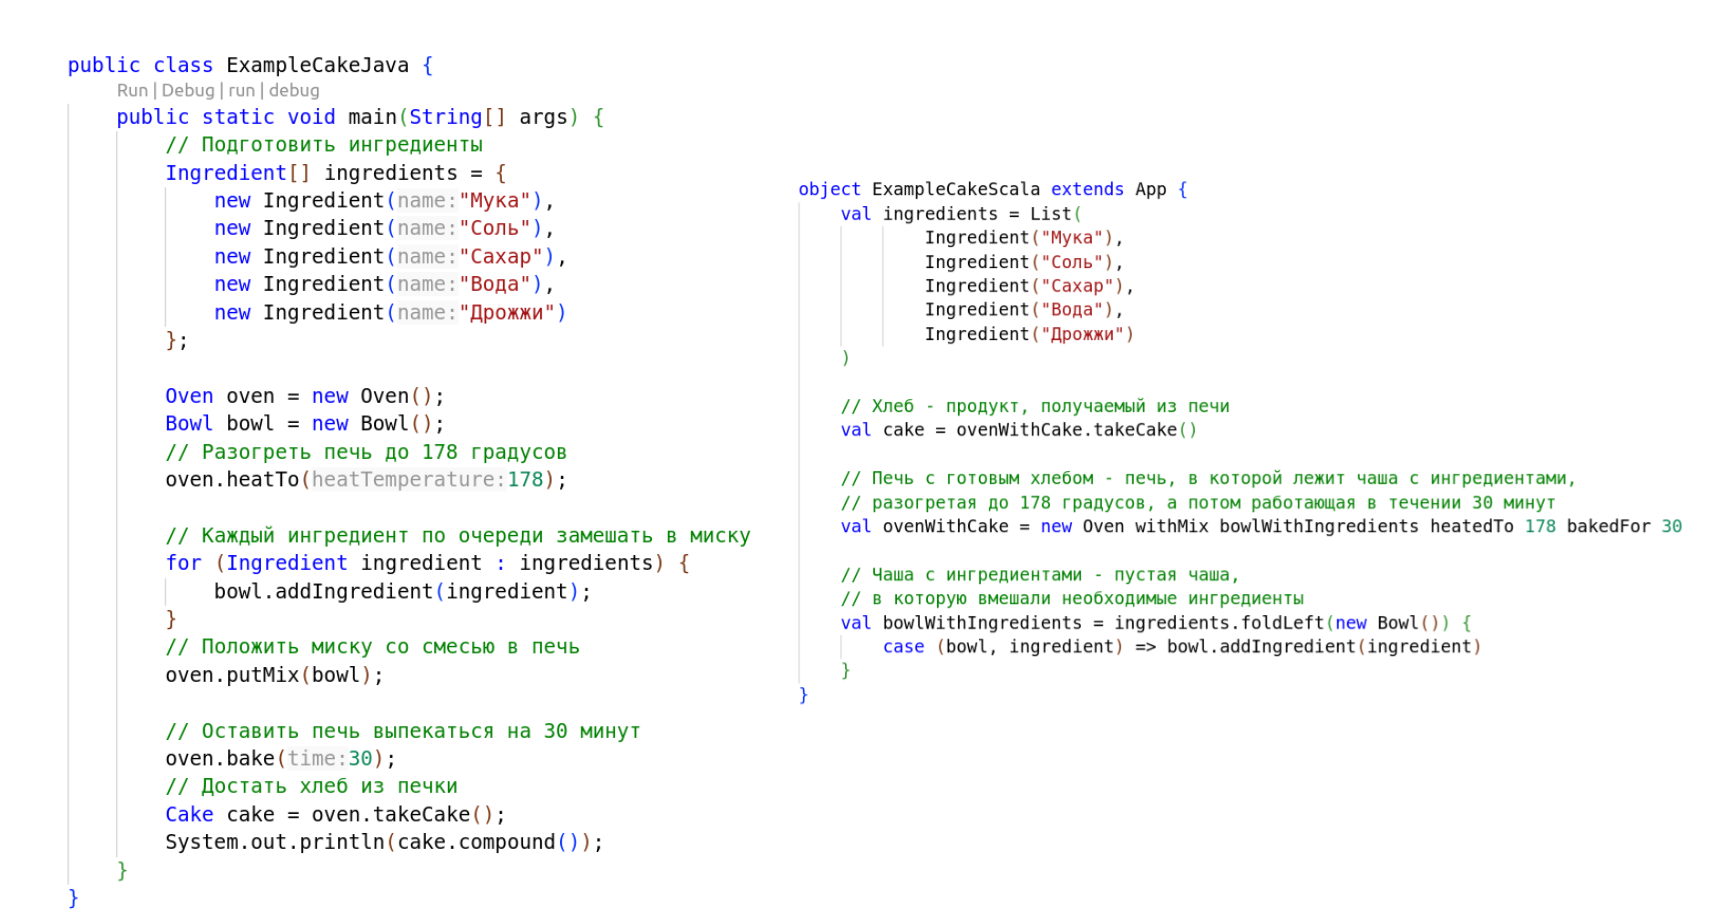 public class ExampleCakeJava {
Run | Debug | run | debug
public static void main(String[] args) {
// Подготовить ингредиенты
Ingredient[] ingredients = {
new Ingredient(name:"Мука"),
new Ingredient(name:"Соль"),
new Ingredient(name:"Сахар"),
new Ingredient(name:"Вода"),
new Ingredient(name:"Дрожжи")
};
Oven oven = new Oven();
Bowl bowl = new Bowl();
// Разогреть печь до 178 градусов
oven.heatTo(heatTemperature:178);
// Каждый ингредиент по очереди замешать в миску
for (Ingredient ingredient : ingredients) {
bowl.addIngredient(ingredient);
}
// Положить миску со смесью в печь
oven.putMix(bowl);
// Оставить печь выпекаться на 30 минут
oven.bake(time:30);
// Достать хлеб из печки
Cake cake = oven.takeCake();
System.out.println(cake.compound());
}
}
object ExampleCakeScala extends App {
val ingredients = List(
Ingredient("Мука"),
Ingredient("Соль"),
Ingredient("Сахар"),
Ingredient("Вода"),
Ingredient("Дрожжи")
)
// Хлеб - продукт, получаемый из печи
val cake = ovenWithCake.takeCake()
// Печь с готовым хлебом - печь, в которой лежит чаша с ингредиентами,
// разогретая до 178 градусов, а потом работающая в течении 30 минут
val ovenWithCake = new Oven withMix bowlWithIngredients heatedTo 178 bakedFor 30
// Чаша с ингредиентами - пустая чаша,
// в которую вмешали необходимые ингредиенты
val bowlWithIngredients = ingredients.foldLeft(new Bowl()) {
case (bowl, ingredient) => bowl.addIngredient(ingredient)
}
}